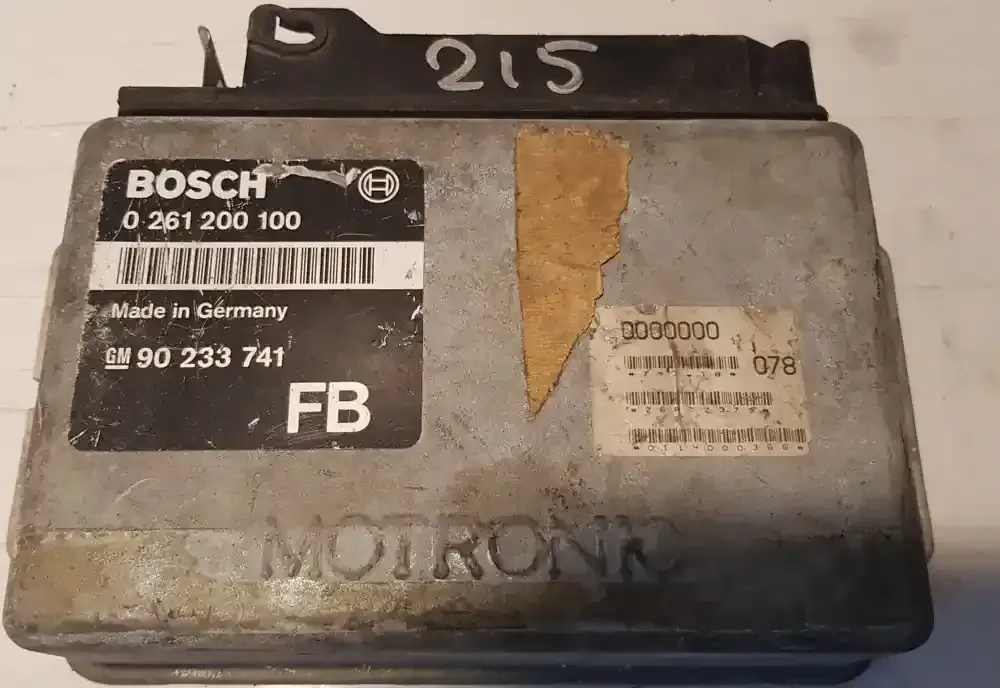 215
BOSCH
0 261 200 100
Made in Germany
GM 90 233 741
FB
0000000
078
MOTRONIC